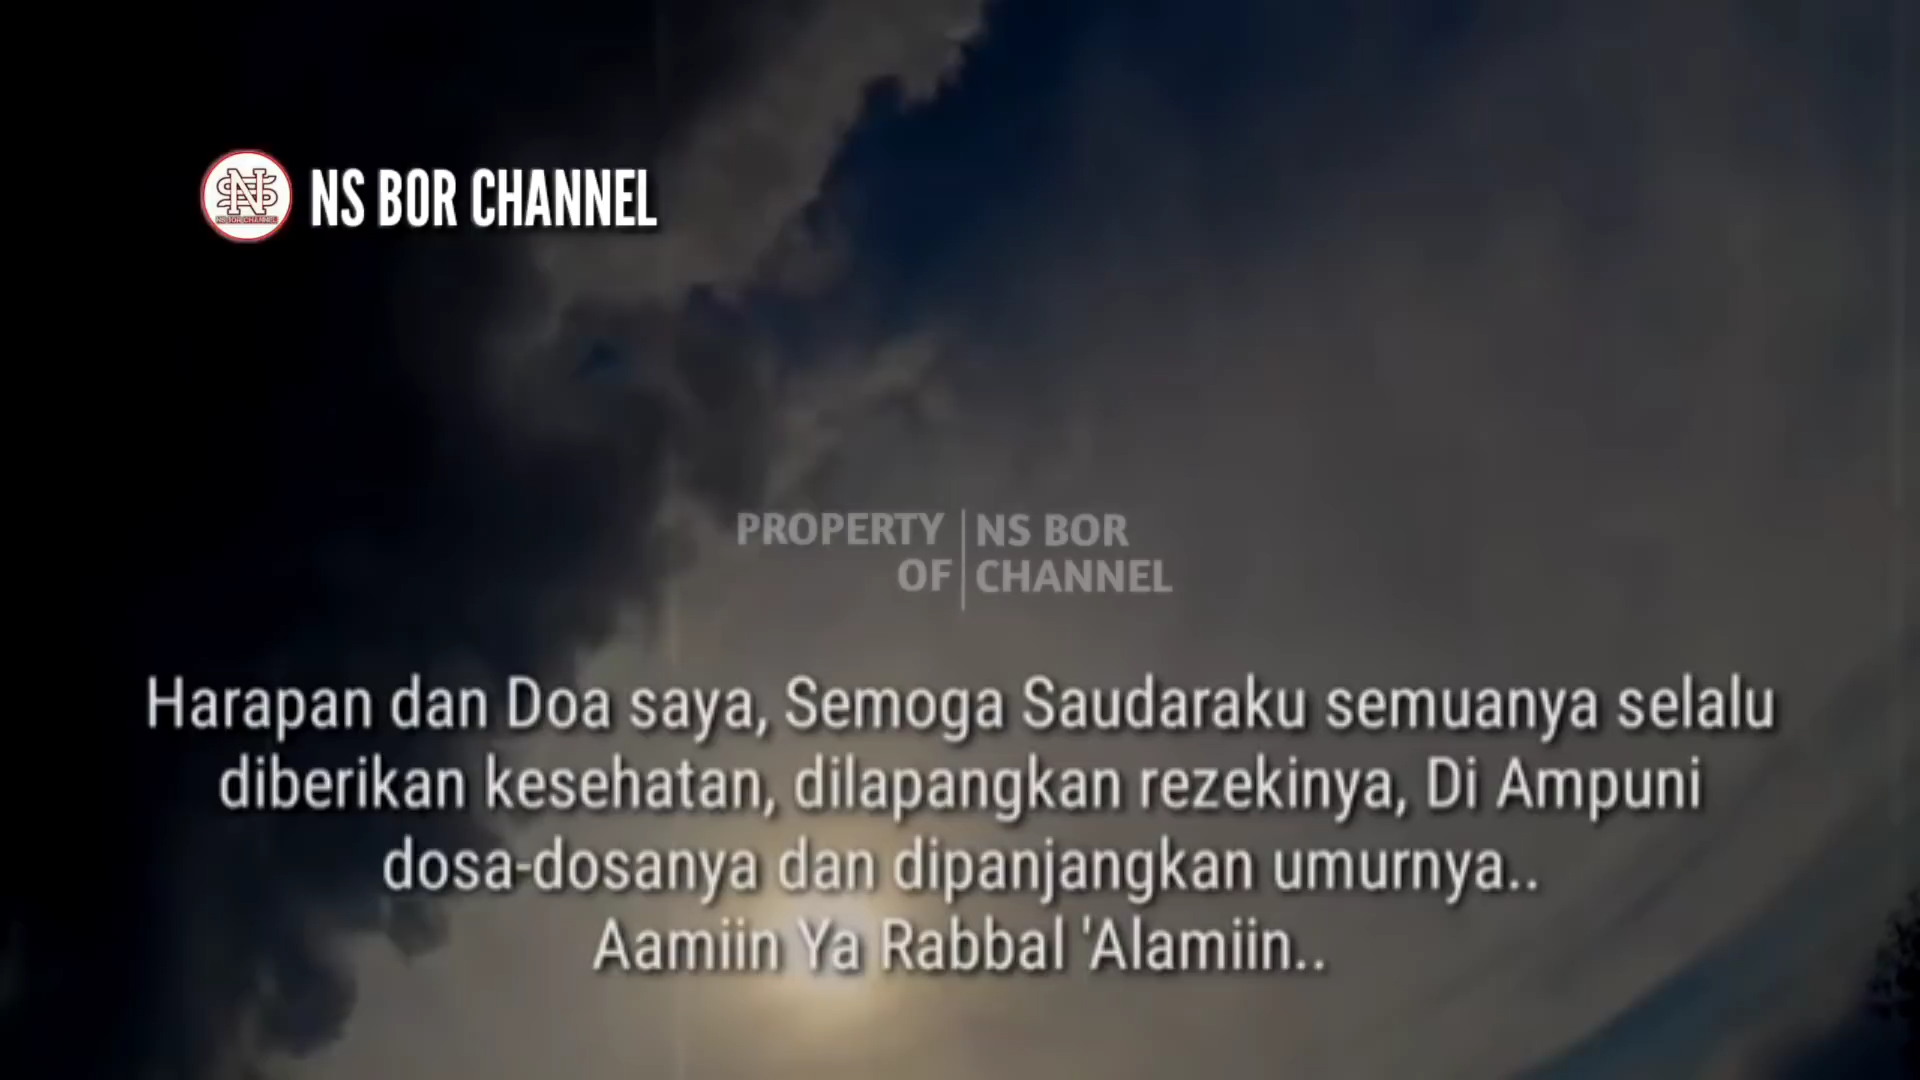 NS BOR CHANNEL
PROPERTY OF
NS BOR CHANNEL
Harapan dan Doa saya, Semoga Saudaraku semuanya selalu
diberikan kesehatan, dilapangkan rezekinya, Di Ampuni
dosa-dosanya dan dipanjangkan umurnya..
Aamiin Ya Rabbal 'Alamiin..